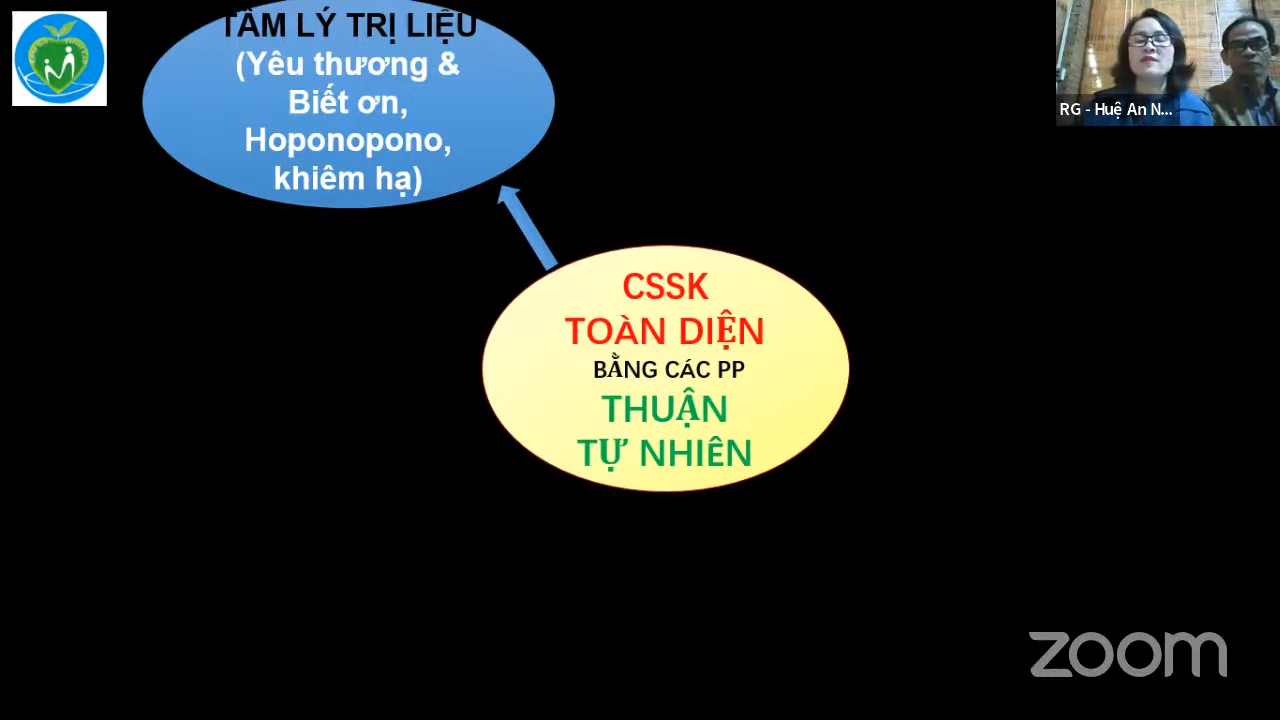 TÂM LÝ TRỊ LIỆU
(Yêu thương &
Biết ơn,
Hoponopono,
khiêm hạ)
RG - Huệ An N...
CSSK
TOÀN DIỆN
BẰNG CÁC PP
THUẬN
TỰ NHIÊN
zoom